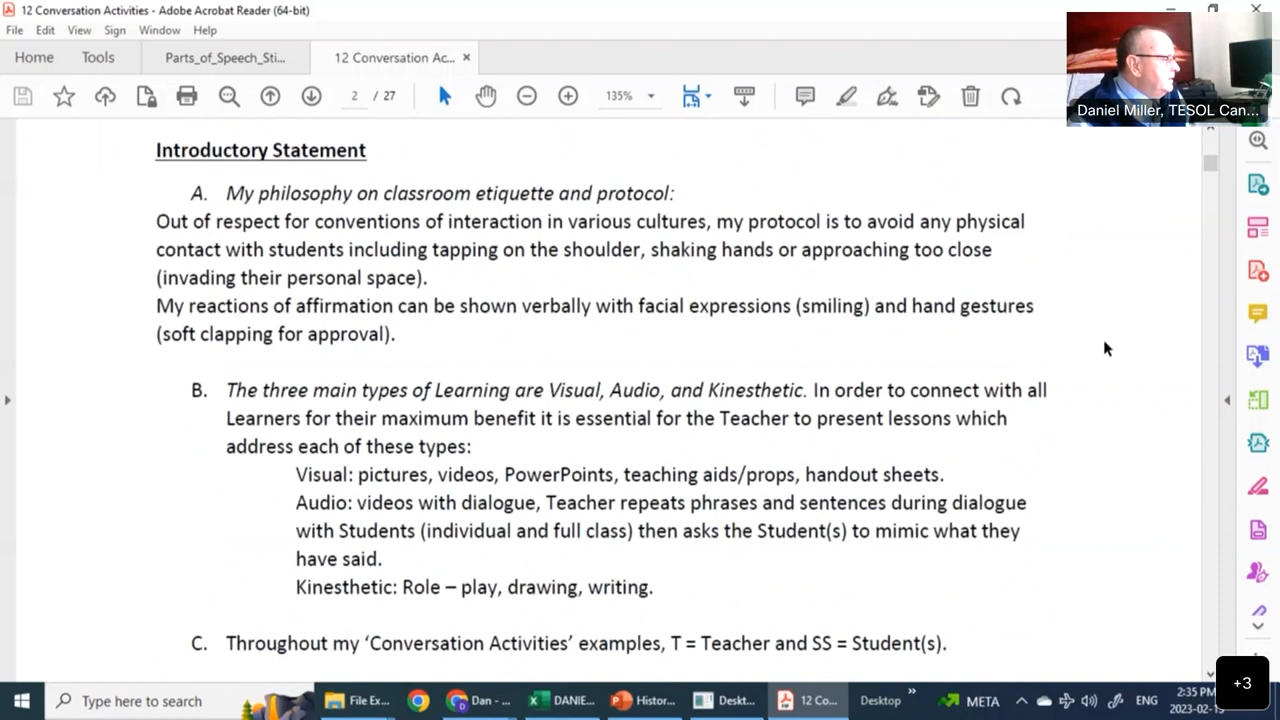 12 Conversation Activities - Adobe Acrobat Reader (64-bit)
File Edit View Sign Window Help
Home Tools Parts_of_Speech_Sti... 12 Conversation Ac... ×
2 / 27 135%
Daniel Miller, TESOL Can...
Introductory Statement
A. My philosophy on classroom etiquette and protocol:
Out of respect for conventions of interaction in various cultures, my protocol is to avoid any physical
contact with students including tapping on the shoulder, shaking hands or approaching too close
(invading their personal space).
My reactions of affirmation can be shown verbally with facial expressions (smiling) and hand gestures
(soft clapping for approval).
B. The three main types of Learning are Visual, Audio, and Kinesthetic. In order to connect with all
Learners for their maximum benefit it is essential for the Teacher to present lessons which
address each of these types:
Visual: pictures, videos, PowerPoints, teaching aids/props, handout sheets.
Audio: videos with dialogue, Teacher repeats phrases and sentences during dialogue
with Students (individual and full class) then asks the Student(s) to mimic what they
have said.
Kinesthetic: Role – play, drawing, writing.
C. Throughout my ‘Conversation Activities’ examples, T = Teacher and SS = Student(s).
Type here to search File Ex... Dan - ... DANIE... Histor... Deskt... 12 Co... Desktop » META ENG 2:35 PM
+3